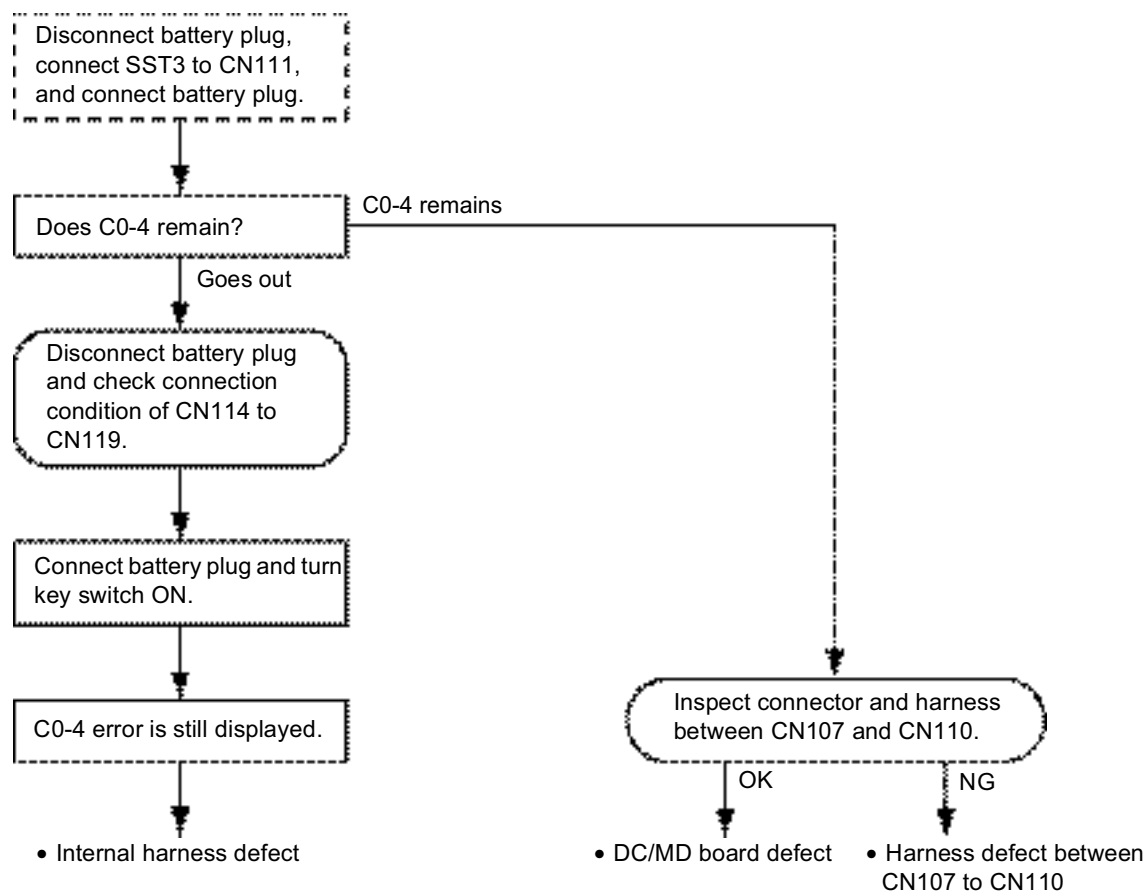 Disconnect battery plug,
connect SST3 to CN111,
and connect battery plug.
Does C0-4 remain?
C0-4 remains
Goes out
Disconnect battery plug
and check connection
condition of CN114 to
CN119.
Connect battery plug and turn
key switch ON.
C0-4 error is still displayed.
Inspect connector and harness
between CN107 and CN110.
OK
NG
• Internal harness defect
• DC/MD board defect
• Harness defect between
CN107 to CN110